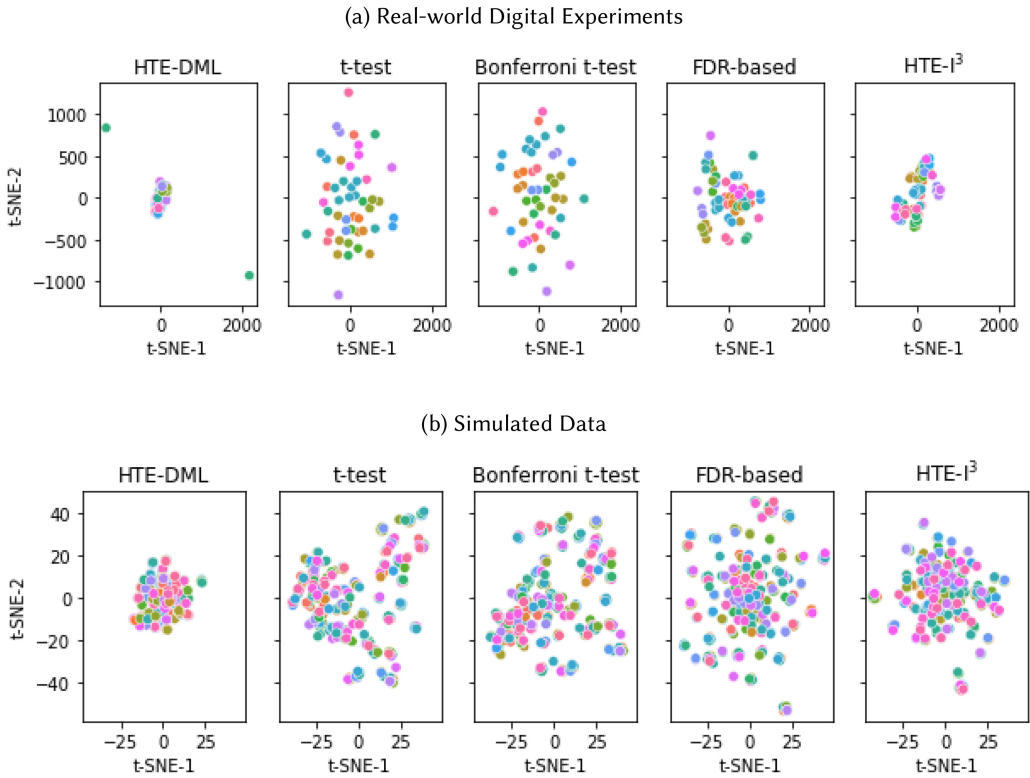 (a) Real-world Digital Experiments
HTE-DML t-test Bonferroni t-test FDR-based HTE-I³
t-SNE-2
1000
500
0
−500
−1000
0 2000 0 2000 0 2000 0 2000 0 2000
t-SNE-1 t-SNE-1 t-SNE-1 t-SNE-1 t-SNE-1
(b) Simulated Data
HTE-DML t-test Bonferroni t-test FDR-based HTE-I³
t-SNE-2
40
20
0
−20
−40
−25 0 25 −25 0 25 −25 0 25 −25 0 25 −25 0 25
t-SNE-1 t-SNE-1 t-SNE-1 t-SNE-1 t-SNE-1